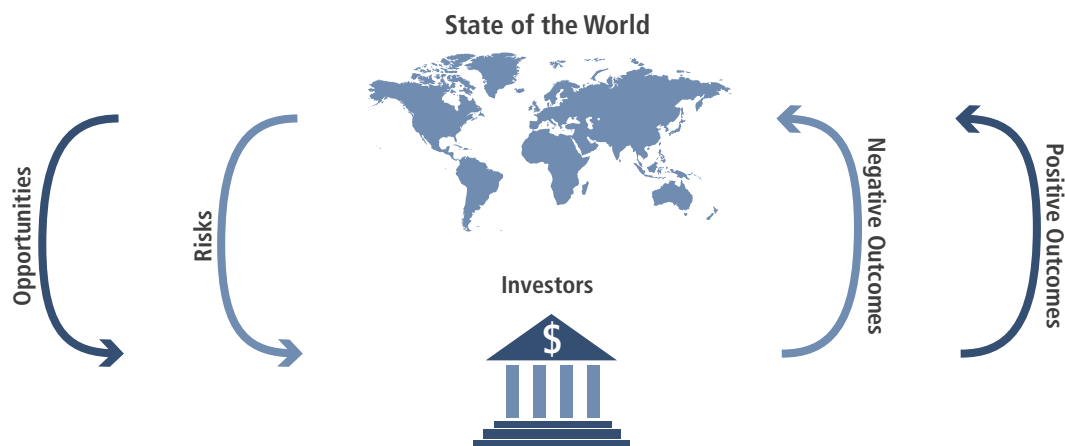 State of the World
Opportunities
Risks
Negative Outcomes
Positive Outcomes
Investors
$